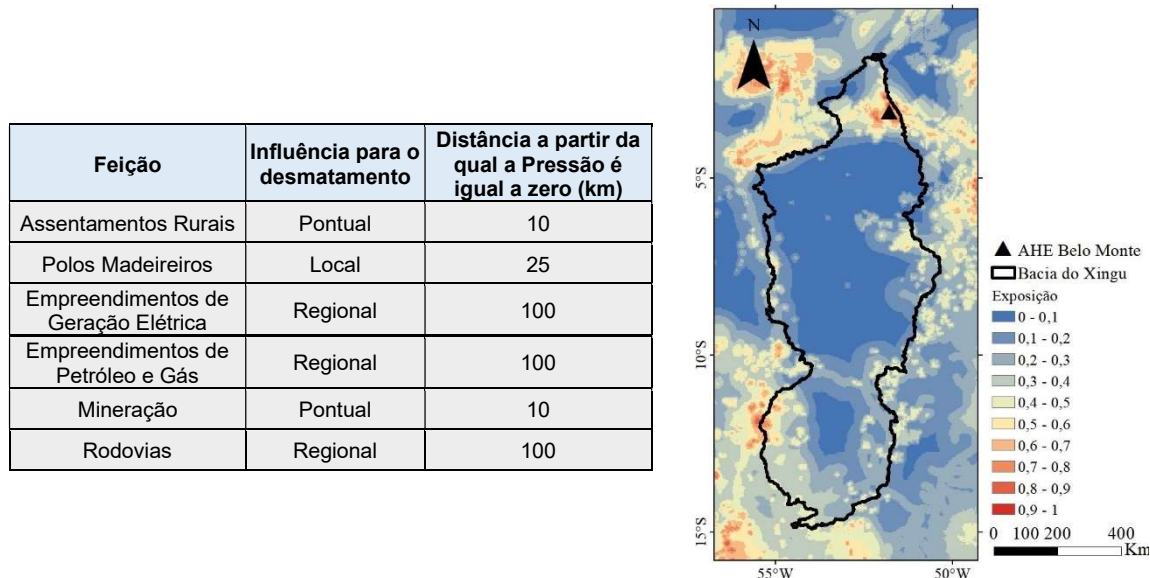 Feição
Influência para o
desmatamento
Distância a partir da
qual a Pressão é
igual a zero (km)
Assentamentos Rurais
Pontual
10
Polos Madeireiros
Local
25
Empreendimentos de
Geração Elétrica
Regional
100
Empreendimentos de
Petróleo e Gás
Regional
100
Mineração
Pontual
10
Rodovias
Regional
100
N
5°S
10°S
15°S
55°W
50°W
AHE Belo Monte
Bacia do Xingu
Exposição
0 - 0,1
0,1 - 0,2
0,2 - 0,3
0,3 - 0,4
0,4 - 0,5
0,5 - 0,6
0,6 - 0,7
0,7 - 0,8
0,8 - 0,9
0,9 - 1
0 100 200 400
Km